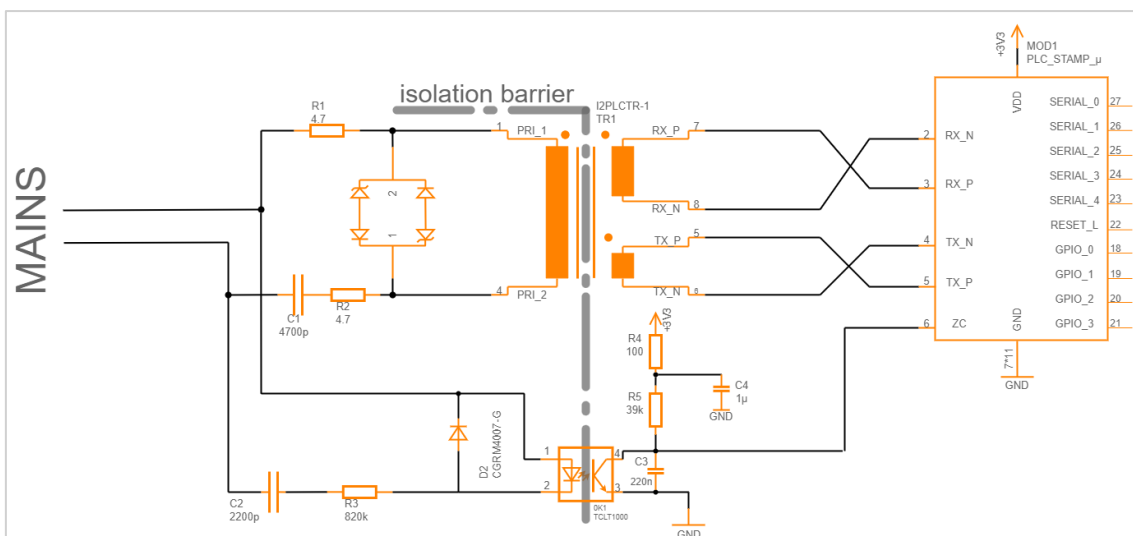 +3V3
MOD1
PLC_STAMP_µ
isolation barrier
I2PLCTR-1
TR1
R1
4.7
1
PRI_1
RX_P
7
VDD
SERIAL_0
27
SERIAL_1
26
2
RX_N
SERIAL_2
25
2
SERIAL_3
24
3
RX_P
SERIAL_4
23
MAINS
RX_N
8
RESET_L
22
1
TX_P
5
4
TX_N
GPIO_0
18
GPIO_1
19
4
PRI_2
TX_N
6
5
TX_P
GPIO_2
20
C1
4700p
R2
4.7
+3V3
6
ZC
GND
GPIO_3
21
R4
100
7*11
GND
C4
1µ
GND
R5
39k
D2
CGRM4007-G
1
4
C3
220n
2
3
C2
2200p
R3
820k
OK1
TCLT1000
GND